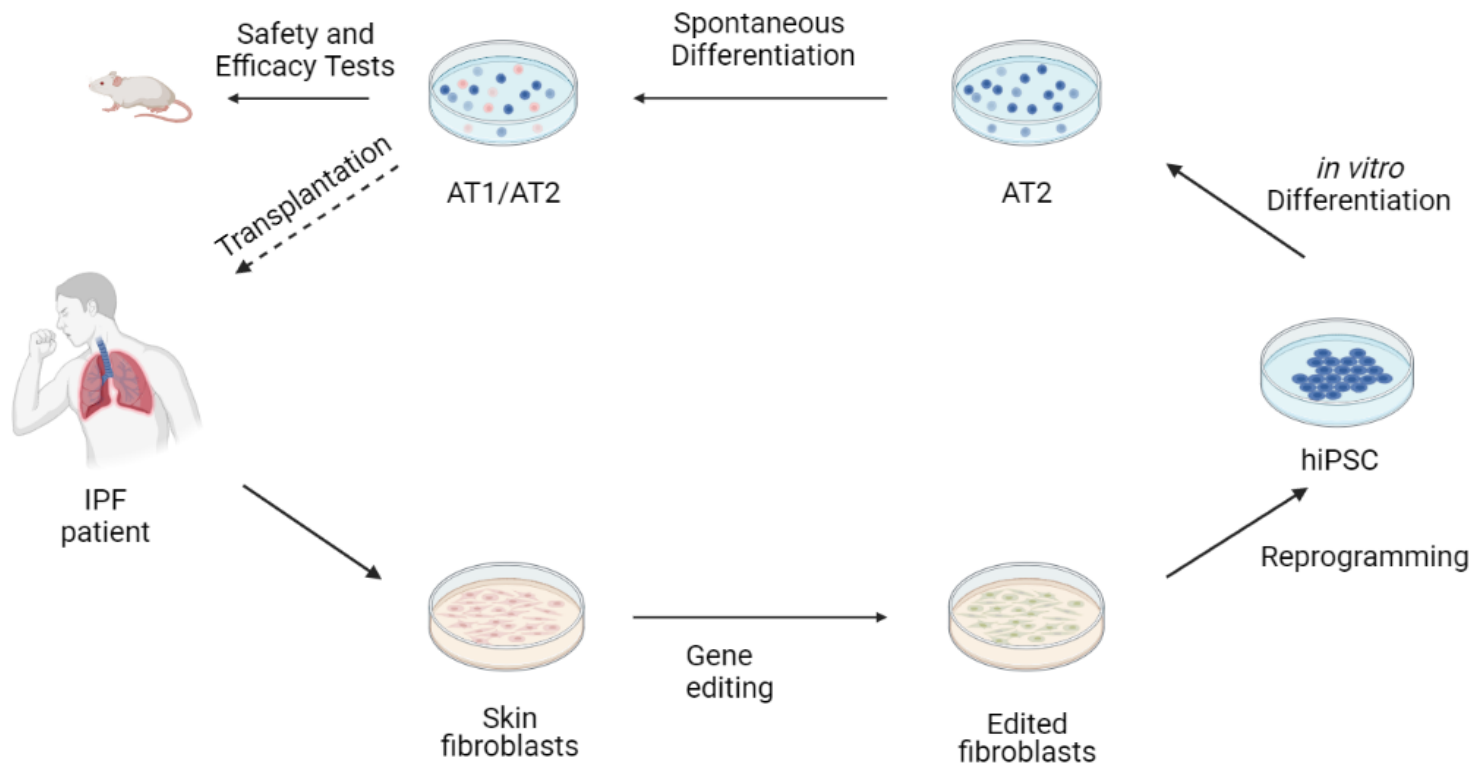 Safety and
Efficacy Tests
Spontaneous
Differentiation
Transplantation
AT1/AT2
AT2
in vitro
Differentiation
hiPSC
IPF
patient
Reprogramming
Gene
editing
Skin
fibroblasts
Edited
fibroblasts